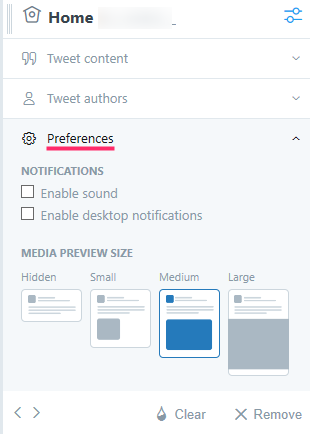 Home
Tweet content
Tweet authors
Preferences
NOTIFICATIONS
Enable sound
Enable desktop notifications
MEDIA PREVIEW SIZE
Hidden Small Medium Large
Clear Remove